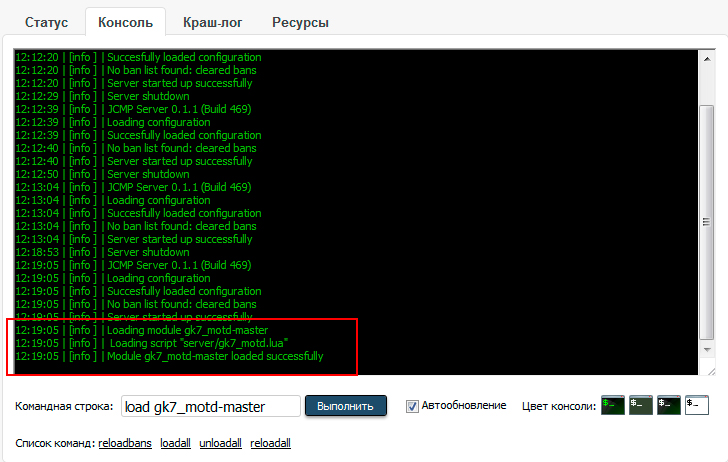 Статус Консоль Краш-лог Ресурсы
12:12:20 | [info ] | Succesfully loaded configuration
12:12:20 | [info ] | No ban list found: cleared bans
12:12:20 | [info ] | Server started up successfully
12:12:29 | [info ] | Server shutdown
12:12:39 | [info ] | JCMP Server 0.1.1 (Build 469)
12:12:39 | [info ] | Loading configuration
12:12:39 | [info ] | Succesfully loaded configuration
12:12:40 | [info ] | No ban list found: cleared bans
12:12:40 | [info ] | Server started up successfully
12:12:50 | [info ] | Server shutdown
12:13:04 | [info ] | JCMP Server 0.1.1 (Build 469)
12:13:04 | [info ] | Loading configuration
12:13:04 | [info ] | Succesfully loaded configuration
12:13:04 | [info ] | No ban list found: cleared bans
12:13:04 | [info ] | Server started up successfully
12:18:53 | [info ] | Server shutdown
12:19:05 | [info ] | JCMP Server 0.1.1 (Build 469)
12:19:05 | [info ] | Loading configuration
12:19:05 | [info ] | Succesfully loaded configuration
12:19:05 | [info ] | No ban list found: cleared bans
12:19:05 | [info ] | Server started up successfully
12:19:05 | [info ] | Loading module gk7_motd-master
12:19:05 | [info ] | Loading script "server/gk7_motd.lua"
12:19:05 | [info ] | Module gk7_motd-master loaded successfully
Командная строка: load gk7_motd-master Выполнить Автообновление Цвет консоли: $_ $_ $_ $_
Список команд: reloadbans loadall unloadall reloadall